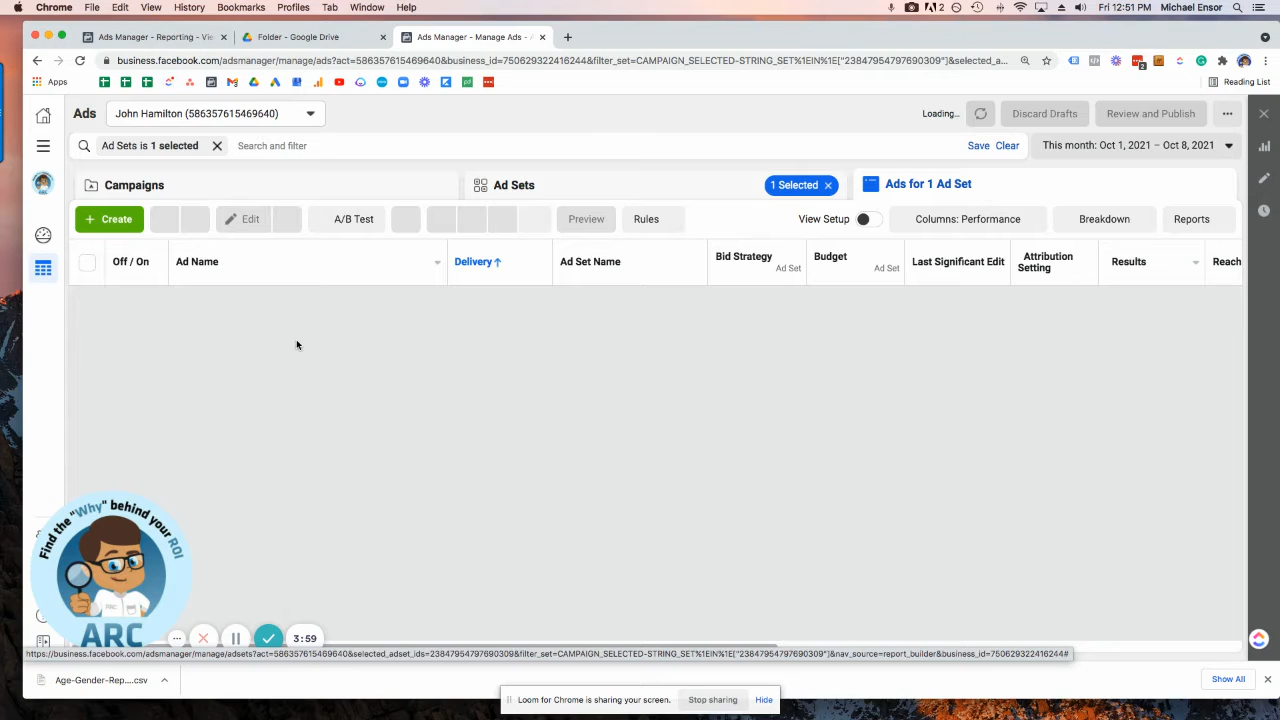 Chrome File Edit View History Bookmarks Profiles Tab Window Help
2 Fri 12:51 PM Michael Ensor
Ads Manager - Reporting - Vie
Folder - Google Drive
Ads Manager - Manage Ads -
business.facebook.com/adsmanager/manage/ads?act=586357615469640&business_id=750629322416244&filter_set=CAMPAIGN_SELECTED-STRING_SET%1EIN%1E["23847954797690309"]&selected_a...
Apps
Reading List
Ads
John Hamilton (586357615469640)
Loading...
Discard Drafts
Review and Publish
Ad Sets is 1 selected
Search and filter
Save Clear
This month: Oct 1, 2021 – Oct 8, 2021
Campaigns
Ad Sets
1 Selected
Ads for 1 Ad Set
+ Create
Edit
A/B Test
Preview
Rules
View Setup
Columns: Performance
Breakdown
Reports
Off / On
Ad Name
Delivery ↑
Ad Set Name
Bid Strategy
Ad Set
Budget
Ad Set
Last Significant Edit
Attribution
Setting
Results
Reach
Find the "Why" behind your ROI
ARC
ARC
3:59
https://business.facebook.com/adsmanager/manage/adsets?act=586357615469640&selected_adset_ids=23847954797690309&filter_set=CAMPAIGN_SELECTED-STRING_SET%1EIN%1E["23847954797690309"]&nav_source=report_builder&business_id=750629322416244#
Age-Gender-Rep....csv
Show All
Loom for Chrome is sharing your screen.
Stop sharing
Hide